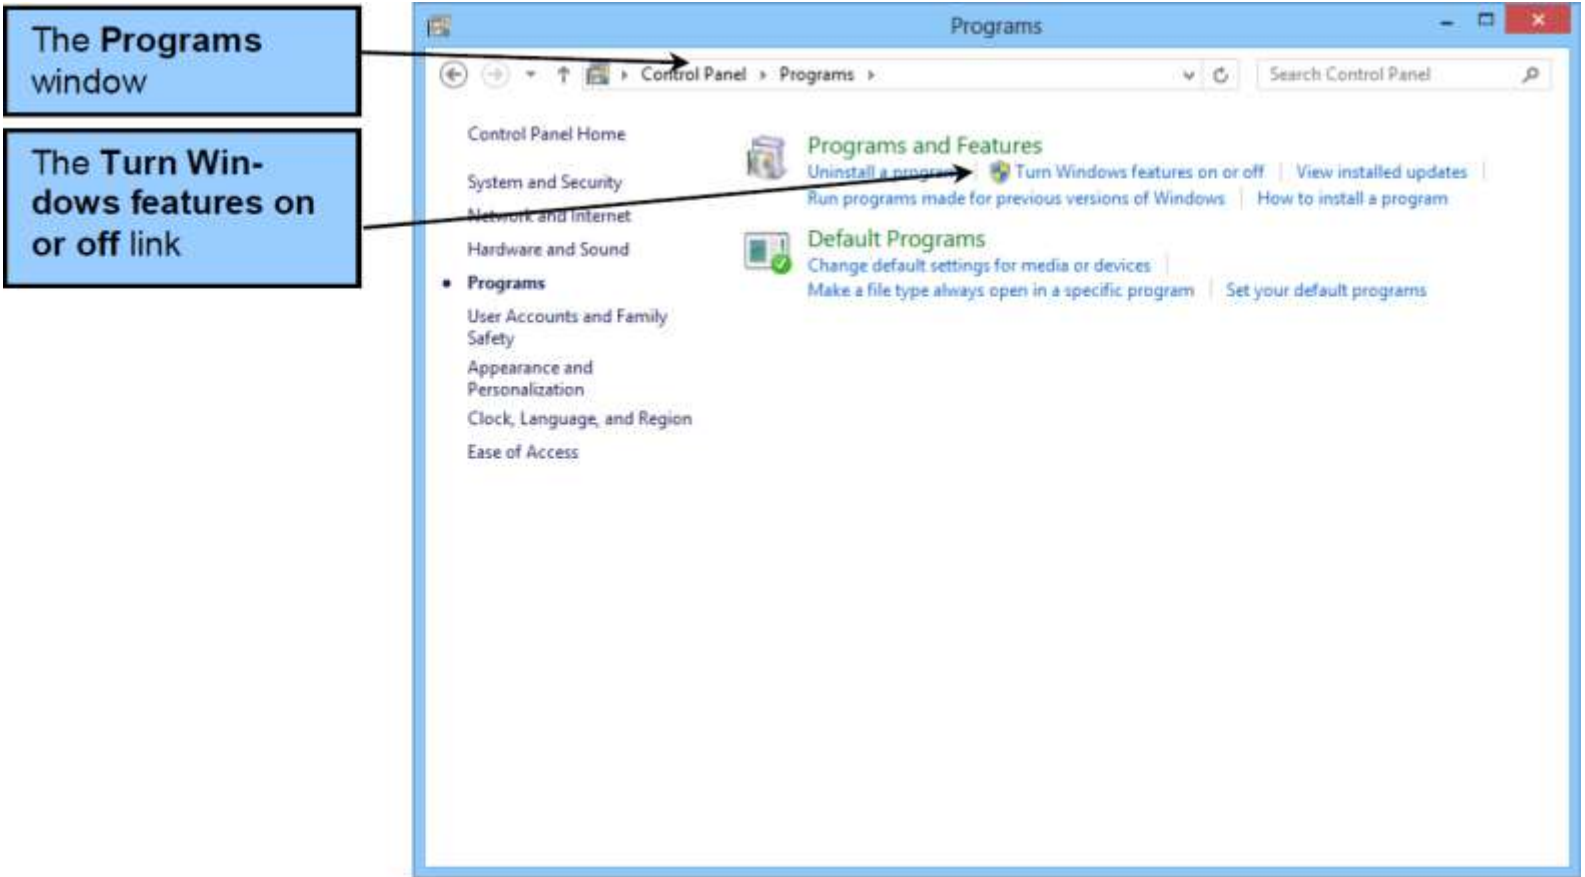 The Programs
window
The Turn Win-
dows features on
or off link
Programs
Control Panel Programs
Search Control Panel
Control Panel Home
System and Security
Network and Internet
Hardware and Sound
Programs
User Accounts and Family
Safety
Appearance and
Personalization
Clock, Language, and Region
Ease of Access
Programs and Features
Uninstall a program Turn Windows features on or off View installed updates
Run programs made for previous versions of Windows How to install a program
Default Programs
Change default settings for media or devices
Make a file type always open in a specific program Set your default programs